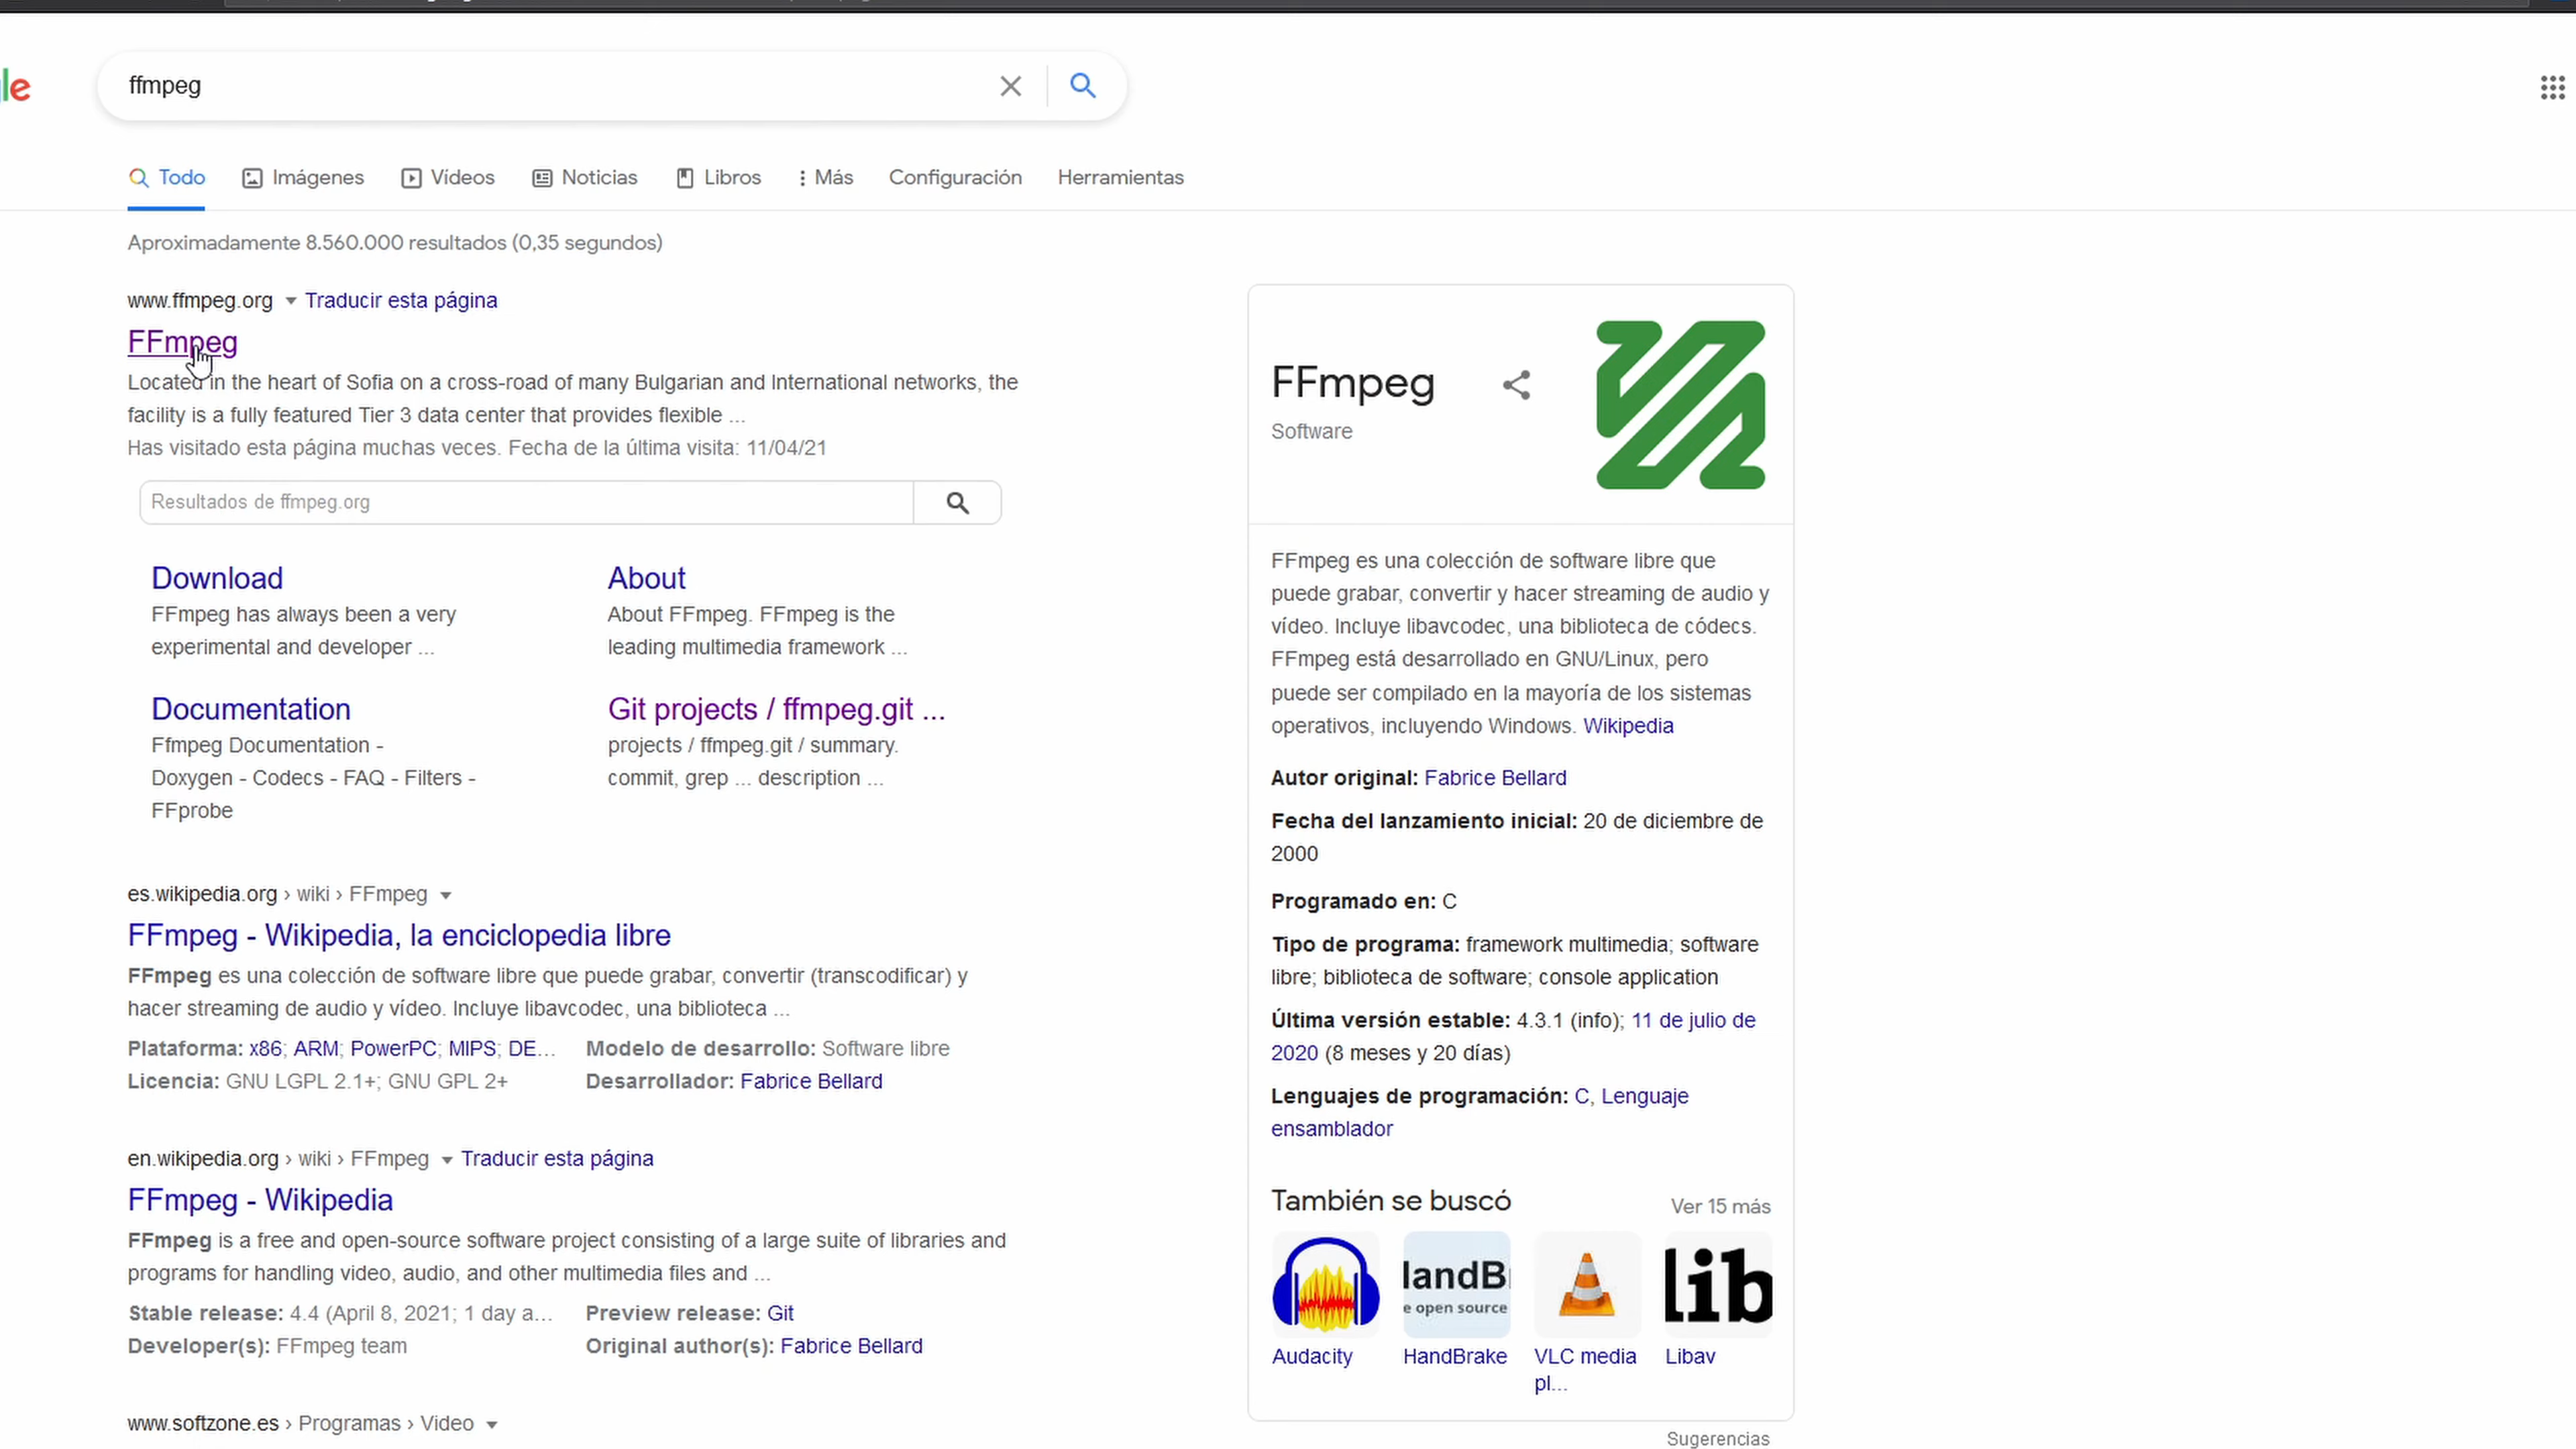 le
ffmpeg
Todo Imágenes Vídeos Noticias Libros Más Configuración Herramientas
Aproximadamente 8.560.000 resultados (0,35 segundos)
www.ffmpeg.org Traducir esta página
FFmpeg
Located in the heart of Sofia on a cross-road of many Bulgarian and International networks, the
facility is a fully featured Tier 3 data center that provides flexible ...
Has visitado esta página muchas veces. Fecha de la última visita: 11/04/21
Resultados de ffmpeg.org
Download
FFmpeg has always been a very
experimental and developer ...
About
About FFmpeg. FFmpeg is the
leading multimedia framework ...
Documentation
Ffmpeg Documentation -
Doxygen - Codecs - FAQ - Filters -
FFprobe
Git projects / ffmpeg.git ...
projects / ffmpeg.git / summary.
commit, grep ... description ...
es.wikipedia.org › wiki › FFmpeg
FFmpeg - Wikipedia, la enciclopedia libre
FFmpeg es una colección de software libre que puede grabar, convertir (transcodificar) y
hacer streaming de audio y vídeo. Incluye libavcodec, una biblioteca ...
Plataforma: x86; ARM; PowerPC; MIPS; DE... Modelo de desarrollo: Software libre
Licencia: GNU LGPL 2.1+; GNU GPL 2+ Desarrollador: Fabrice Bellard
en.wikipedia.org › wiki › FFmpeg Traducir esta página
FFmpeg - Wikipedia
FFmpeg is a free and open-source software project consisting of a large suite of libraries and
programs for handling video, audio, and other multimedia files and ...
Stable release: 4.4 (April 8, 2021; 1 day a... Preview release: Git
Developer(s): FFmpeg team Original author(s): Fabrice Bellard
www.softzone.es › Programas › Video
FFmpeg
Software
FFmpeg es una colección de software libre que
puede grabar, convertir y hacer streaming de audio y
vídeo. Incluye libavcodec, una biblioteca de códecs.
FFmpeg está desarrollado en GNU/Linux, pero
puede ser compilado en la mayoría de los sistemas
operativos, incluyendo Windows. Wikipedia
Autor original: Fabrice Bellard
Fecha del lanzamiento inicial: 20 de diciembre de
2000
Programado en: C
Tipo de programa: framework multimedia; software
libre; biblioteca de software; console application
Última versión estable: 4.3.1 (info); 11 de julio de
2020 (8 meses y 20 días)
Lenguajes de programación: C, Lenguaje
ensamblador
También se buscó Ver 15 más
landB
e open source
lib
Audacity HandBrake VLC media Libav
pl...
Sugerencias